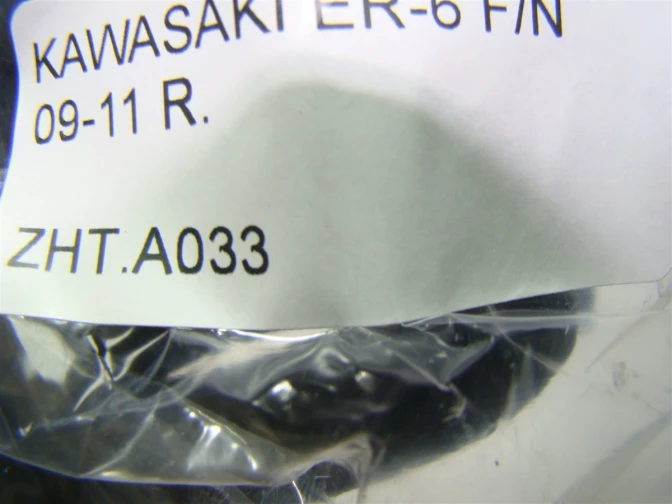 KAWASAKI ER-6 F/N
09-11 R.
ZHT.A033